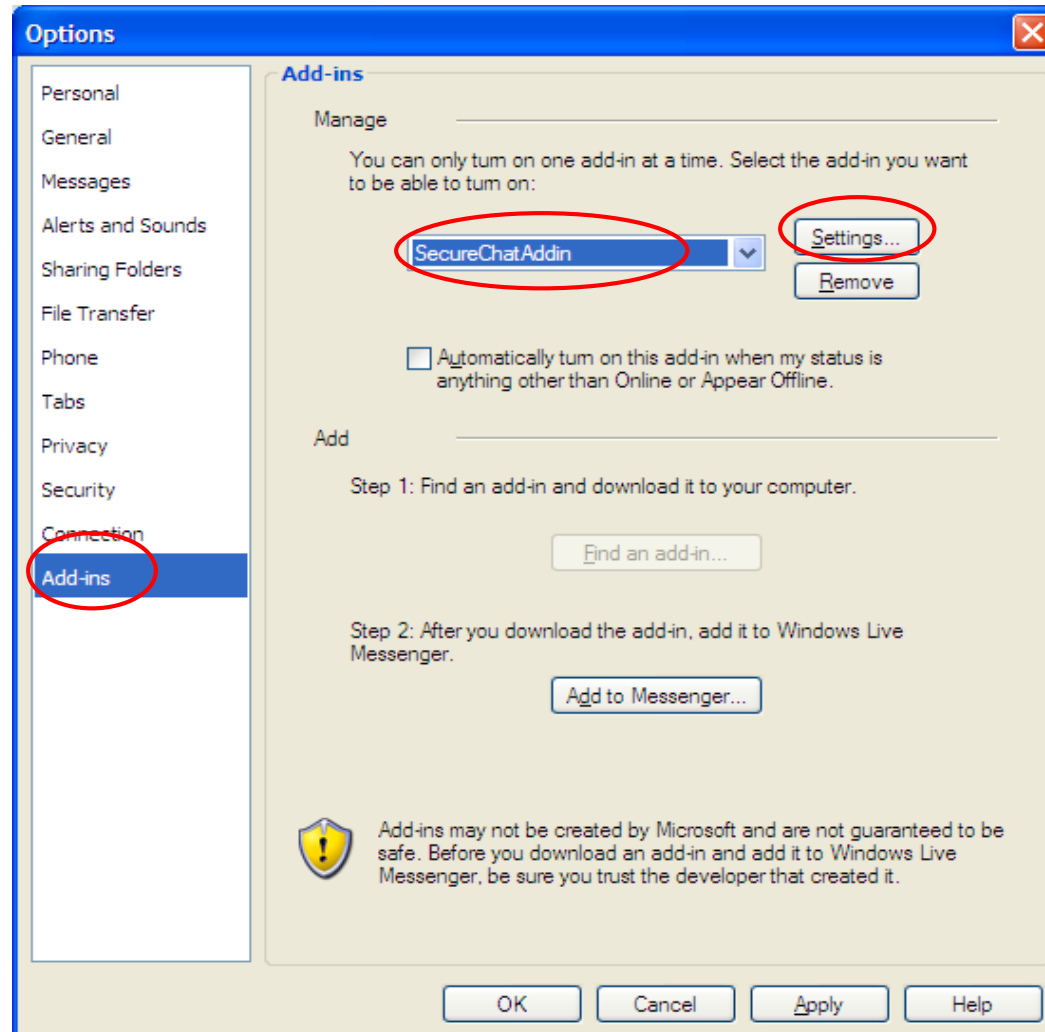 Options
Personal
General
Messages
Alerts and Sounds
Sharing Folders
File Transfer
Phone
Tabs
Privacy
Security
Connection
Add-ins
Add-ins
Manage
You can only turn on one add-in at a time. Select the add-in you want
to be able to turn on:
SecureChatAddin
Settings...
Remove
Automatically turn on this add-in when my status is
anything other than Online or Appear Offline.
Add
Step 1: Find an add-in and download it to your computer.
Find an add-in...
Step 2: After you download the add-in, add it to Windows Live
Messenger.
Add to Messenger...
Add-ins may not be created by Microsoft and are not guaranteed to be
safe. Before you download an add-in and add it to Windows Live
Messenger, be sure you trust the developer that created it.
OK
Cancel
Apply
Help